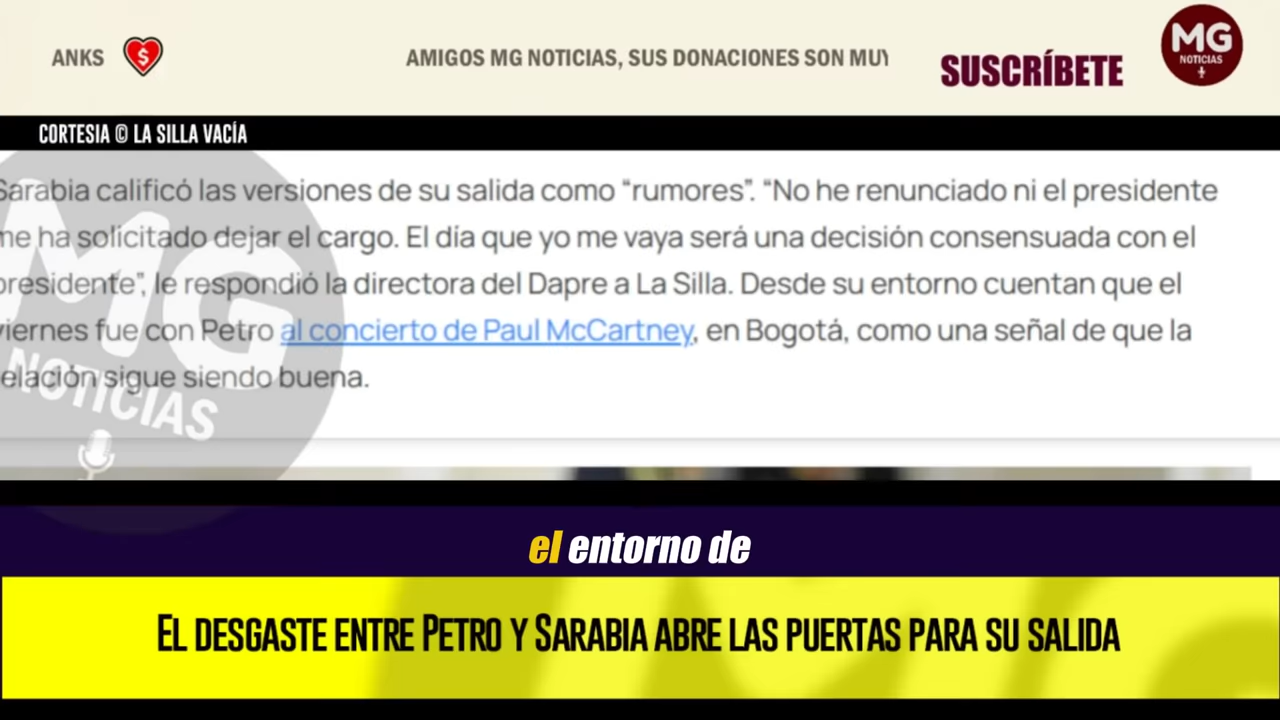 ANKS
AMIGOS MG NOTICIAS, SUS DONACIONES SON MUY
SUSCRÍBETE
MG
NOTICIAS
CORTESIA © LA SILLA VACÍA
Sarabia calificó las versiones de su salida como “rumores”. “No he renunciado ni el presidente
me ha solicitado dejar el cargo. El día que yo me vaya será una decisión consensuada con el
presidente”, le respondió la directora del Dapre a La Silla. Desde su entorno cuentan que el
viernes fue con Petro al concierto de Paul McCartney, en Bogotá, como una señal de que la
relación sigue siendo buena.
MG
NOTICIAS
el entorno de
EL DESGASTE ENTRE PETRO Y SARABIA ABRE LAS PUERTAS PARA SU SALIDA